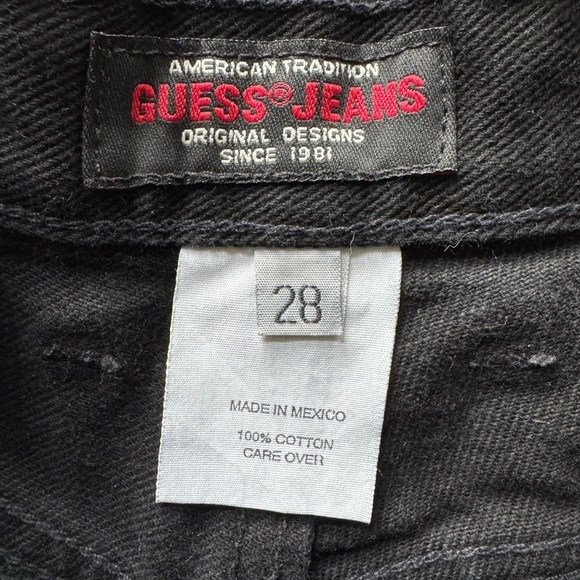 AMERICAN TRADITION
GUESS® JEANS
ORIGINAL DESIGNS
SINCE 1981
28
MADE IN MEXICO
100% COTTON
CARE OVER